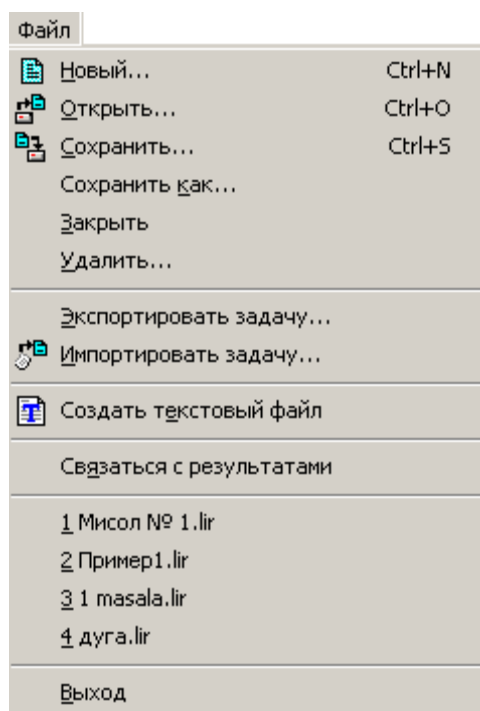 Файл
Новый... Ctrl+N
Открыть... Ctrl+O
Сохранить... Ctrl+S
Сохранить как...
Закрыть
Удалить...
Экспортировать задачу...
Импортировать задачу...
Создать текстовый файл
Связаться с результатами
1 Мисол № 1.lir
2 Пример1.lir
3 1 masala.lir
4 дуга.lir
Выход